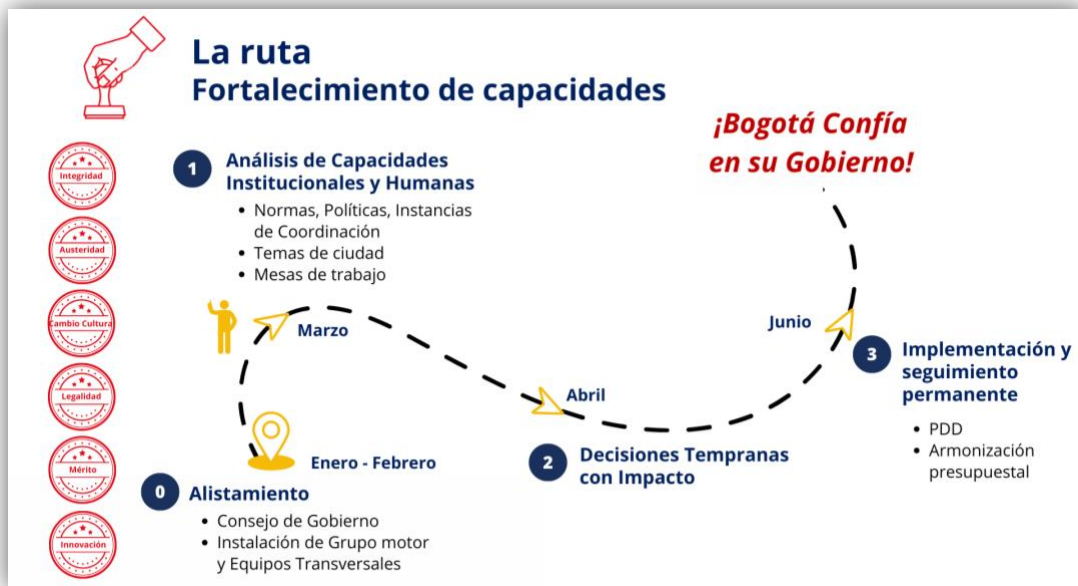 La ruta
Fortalecimiento de capacidades
¡Bogotá Confía
en su Gobierno!
Integridad
Austeridad
Cambio Cultural
Legalidad
Mérito
Innovación
1
Análisis de Capacidades
Institucionales y Humanas
• Normas, Políticas, Instancias
de Coordinación
• Temas de ciudad
• Mesas de trabajo
Marzo
Enero - Febrero
0
Alistamiento
• Consejo de Gobierno
• Instalación de Grupo motor
y Equipos Transversales
Abril
2
Decisiones Tempranas
con Impacto
Junio
3
Implementación y
seguimiento
permanente
• PDD
• Armonización
presupuestal